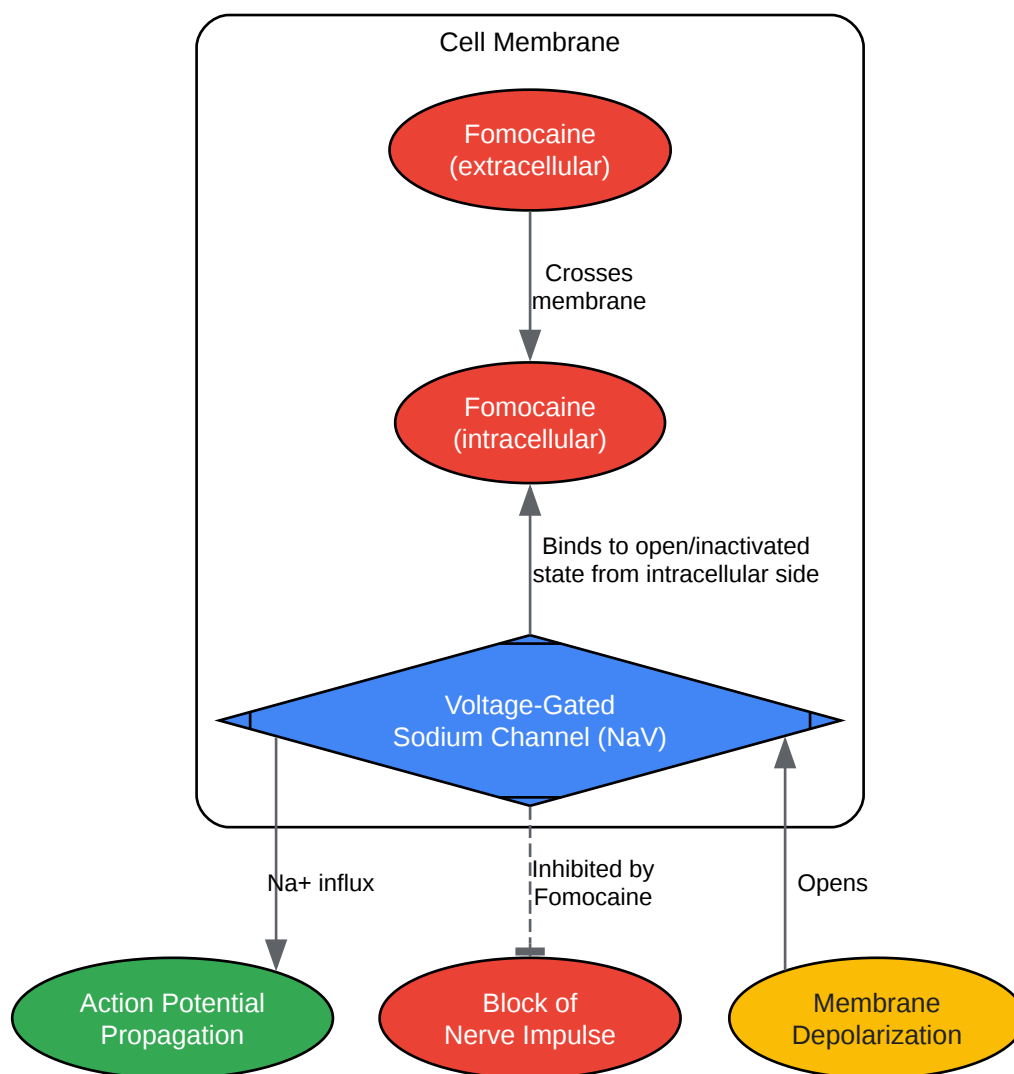 Cell Membrane
Fomocaine
(extracellular)
Crosses
membrane
Fomocaine
(intracellular)
Binds to open/inactivated
state from intracellular side
Voltage-Gated
Sodium Channel (NaV)
Na+ influx
Inhibited by
Fomocaine
Opens
Action Potential
Propagation
Block of
Nerve Impulse
Membrane
Depolarization